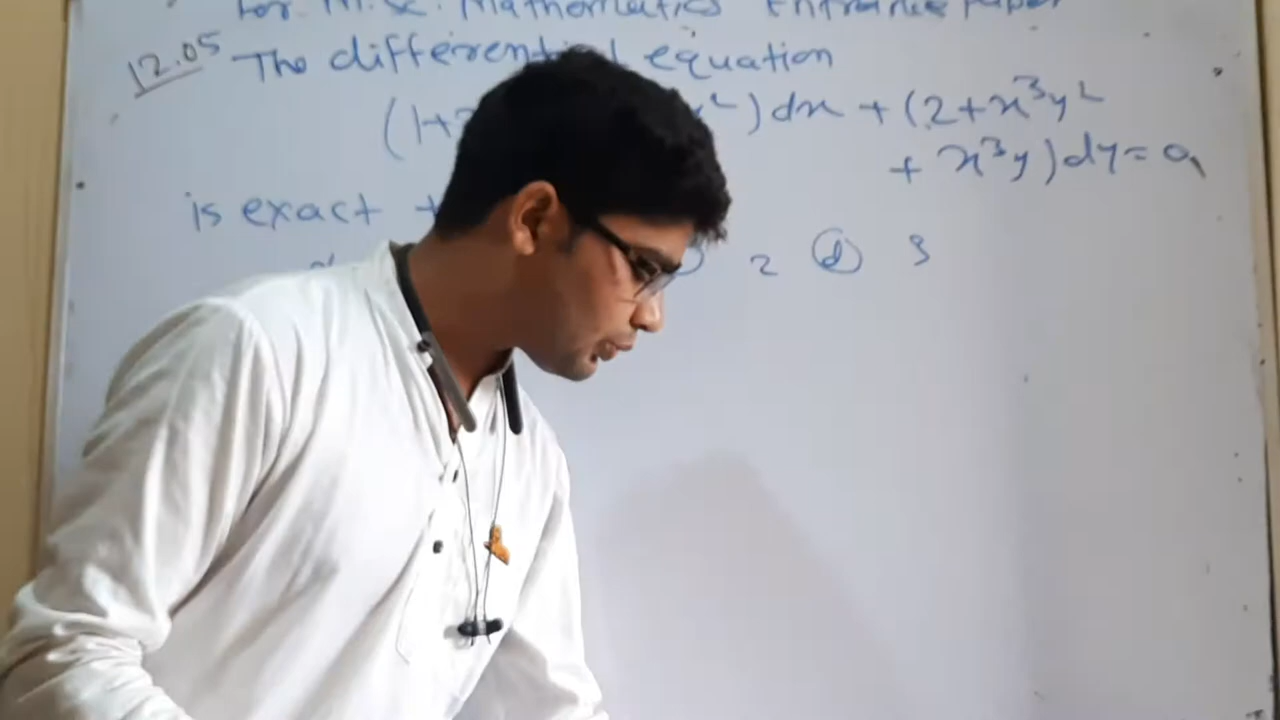 For M.Sc. Mathematics Entrance Paper
12.05 The differential equation
(1+ y²)dx + (2+x³y²
+ x³y)dy=0,
is exact
2 (d) 3